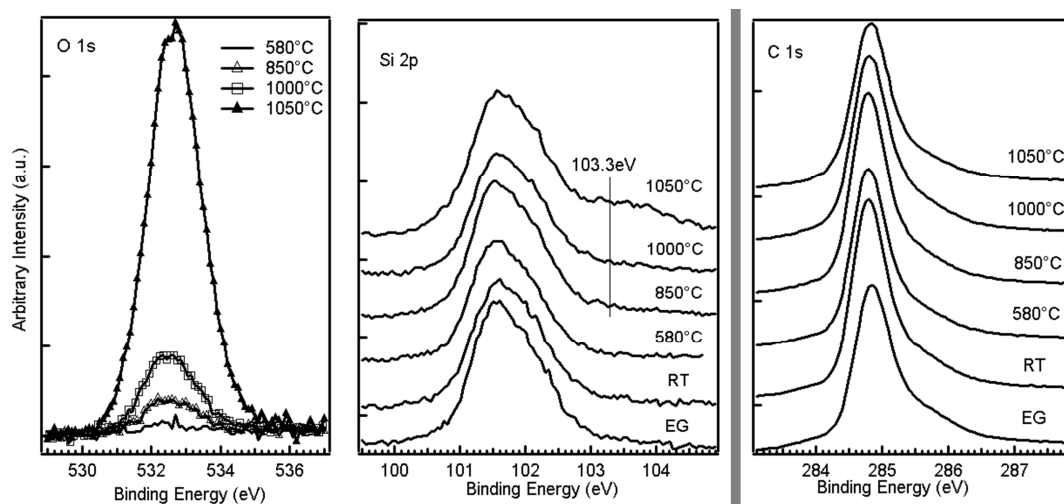 O 1s
580°C
850°C
1000°C
1050°C
Arbitrary Intensity (a.u.)
530
532
534
536
Binding Energy (eV)
Si 2p
103.3eV
1050°C
1000°C
850°C
580°C
RT
EG
100
101
102
103
104
Binding Energy (eV)
C 1s
1050°C
1000°C
850°C
580°C
RT
EG
284
285
286
287
Binding Energy (eV)